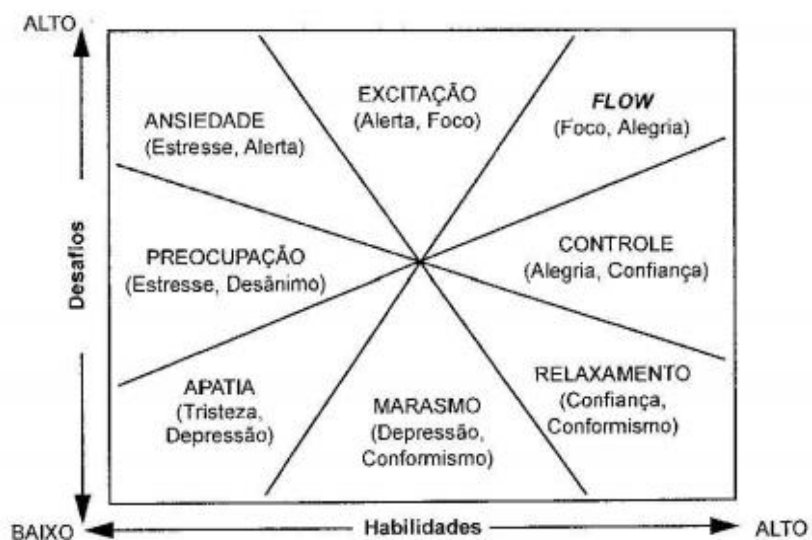 ALTO
EXCITAÇÃO
(Alerta, Foco)
FLOW
(Foco, Alegria)
ANSIEDADE
(Estresse, Alerta)
Desafios
PREOCUPAÇÃO
(Estresse, Desânimo)
CONTROLE
(Alegria, Confiança)
APATIA
(Tristeza,
Depressão)
MARASMO
(Depressão,
Conformismo)
RELAXAMENTO
(Confiança,
Conformismo)
BAIXO
Habilidades
ALTO